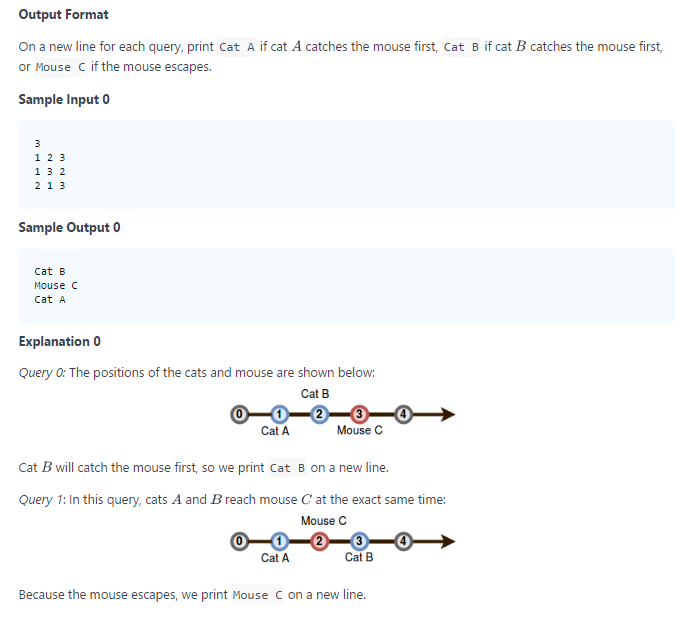 Output Format
On a new line for each query, print Cat A if cat A catches the mouse first, Cat B if cat B catches the mouse first,
or Mouse C if the mouse escapes.
Sample Input 0
3
1 2 3
1 3 2
2 1 3
Sample Output 0
Cat B
Mouse C
Cat A
Explanation 0
Query 0: The positions of the cats and mouse are shown below:
Cat B
0 1 2 3 4
Cat A Mouse C
Cat B will catch the mouse first, so we print Cat B on a new line.
Query 1: In this query, cats A and B reach mouse C at the exact same time:
Mouse C
0 1 2 3 4
Cat A Cat B
Because the mouse escapes, we print Mouse C on a new line.